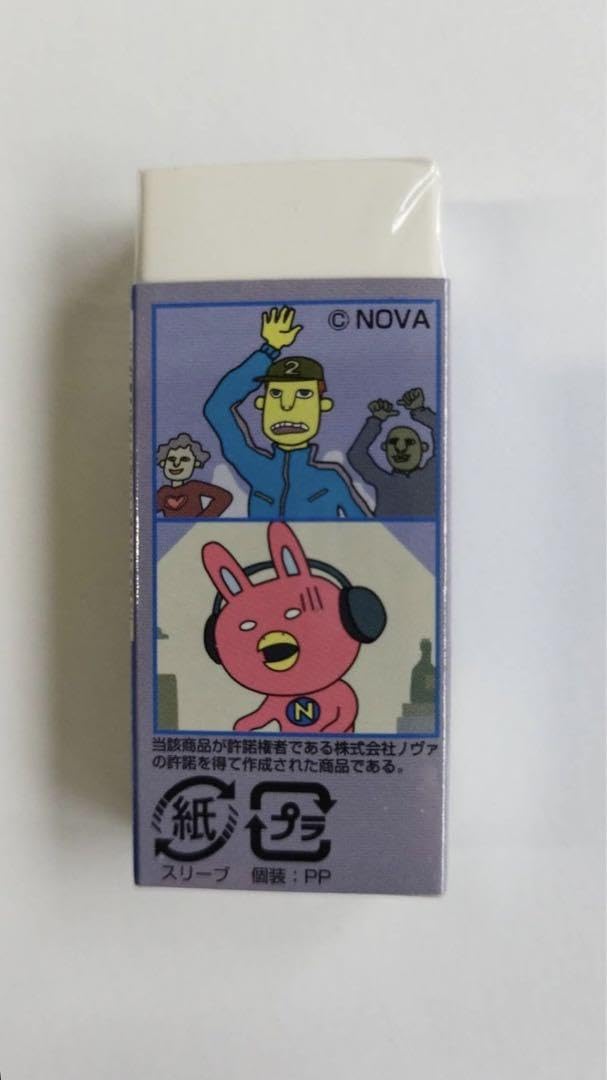 © NOVA
2
N
当該商品が許諾権者である株式会社ノヴァ
の許諾を得て作成された商品である。
紙 プラ
スリーブ 個装：PP